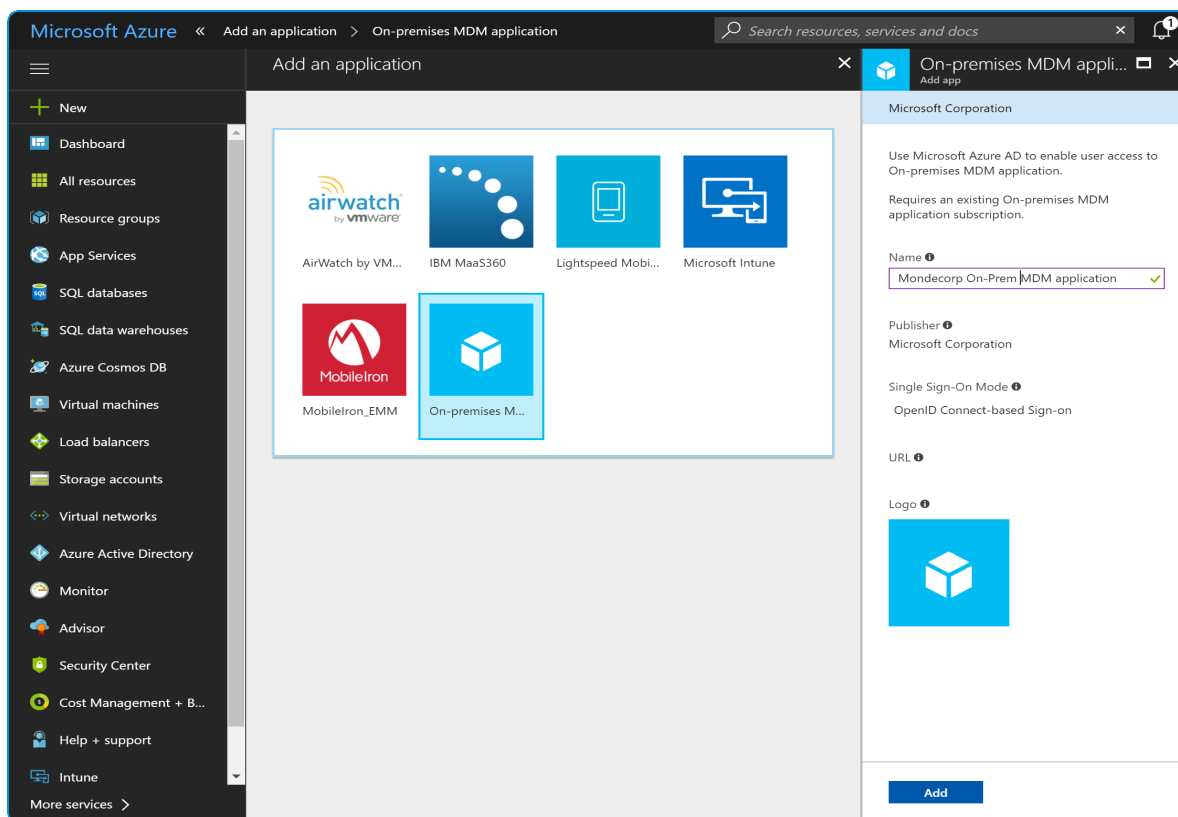 Microsoft Azure « Add an application > On-premises MDM application
Search resources, services and docs
1
Add an application
On-premises MDM appli...
Add app
New
Dashboard
All resources
Resource groups
App Services
SQL databases
SQL data warehouses
Azure Cosmos DB
Virtual machines
Load balancers
Storage accounts
Virtual networks
Azure Active Directory
Monitor
Advisor
Security Center
Cost Management + B...
Help + support
Intune
More services >
airwatch
by vmware
AirWatch by VM...
IBM MaaS360
Lightspeed Mobi...
Microsoft Intune
MobileIron
MobileIron_EMM
On-premises M...
Microsoft Corporation
Use Microsoft Azure AD to enable user access to
On-premises MDM application.
Requires an existing On-premises MDM
application subscription.
Name
Mondecorp On-Prem MDM application
Publisher
Microsoft Corporation
Single Sign-On Mode
OpenID Connect-based Sign-on
URL
Logo
Add